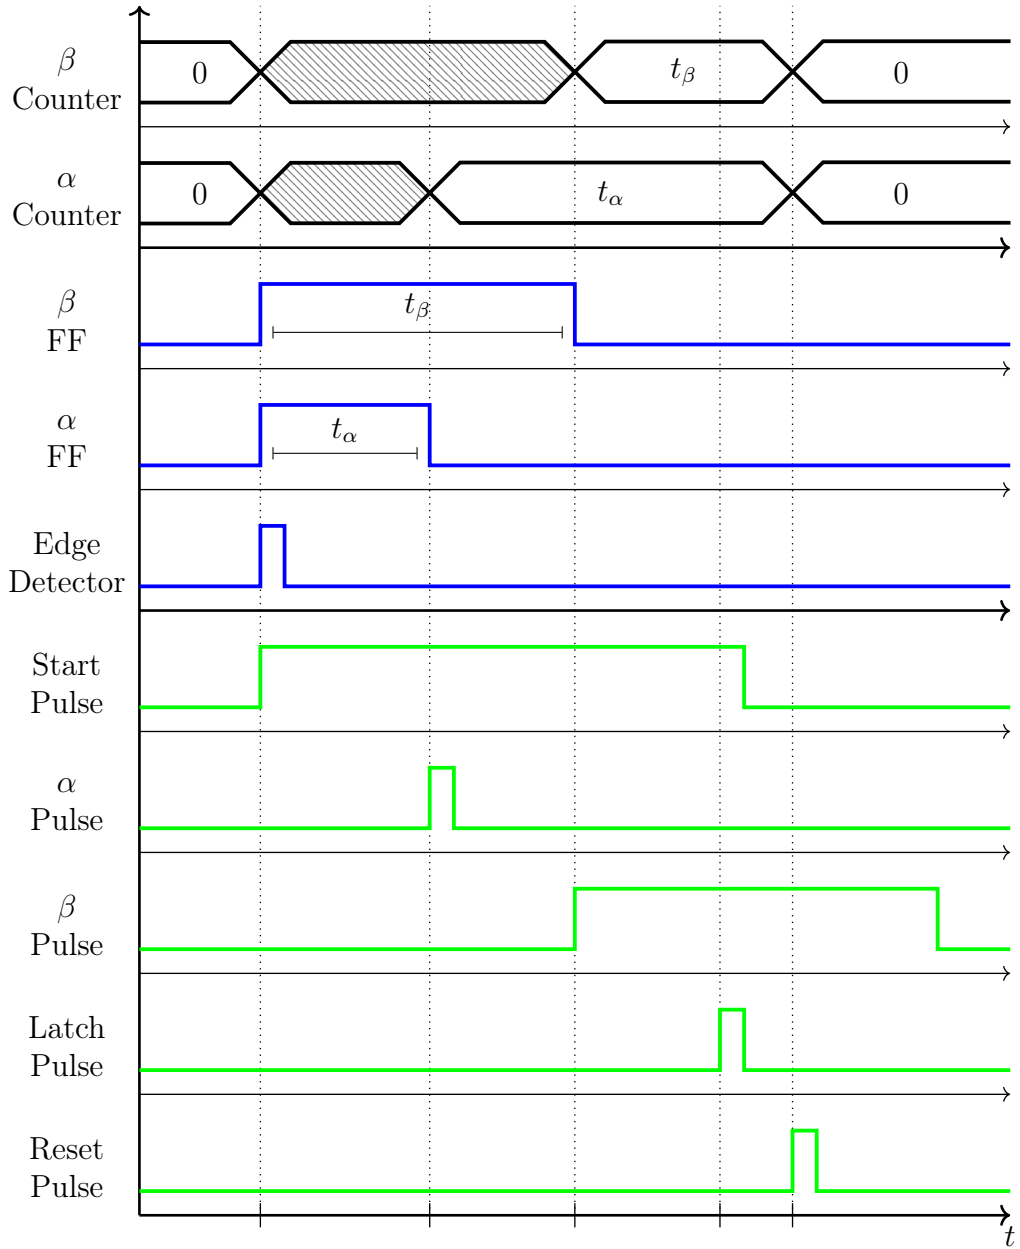 β
Counter
0
t_β
0
α
Counter
0
t_α
0
β
FF
t_β
α
FF
t_α
Edge
Detector
Start
Pulse
α
Pulse
β
Pulse
Latch
Pulse
Reset
Pulse
t